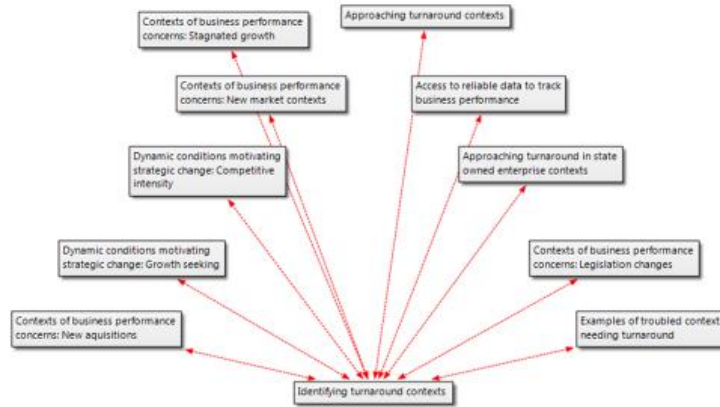 Contexts of business performance
concerns: Stagnated growth
Approaching turnaround contexts
Contexts of business performance
concerns: New market contexts
Access to reliable data to track
business performance
Dynamic conditions motivating
strategic change: Competitive
intensity
Approaching turnaround in state
owned enterprise contexts
Dynamic conditions motivating
strategic change: Growth seeking
Contexts of business performance
concerns: Legislation changes
Contexts of business performance
concerns: New aquisitions
Examples of troubled context
needing turnaround
Identifying turnaround contexts